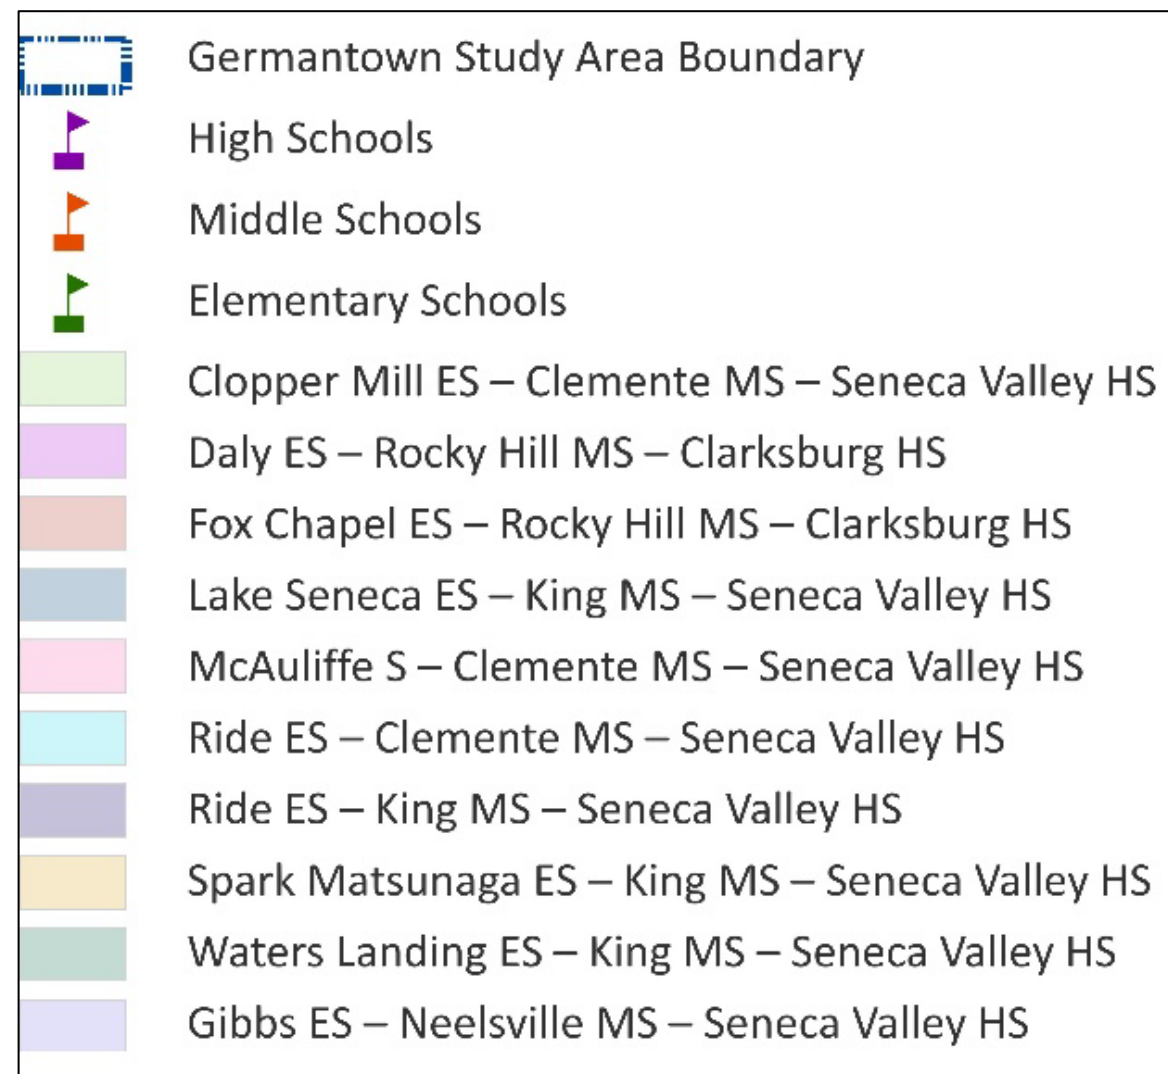 Germantown Study Area Boundary
High Schools
Middle Schools
Elementary Schools
Clopper Mill ES – Clemente MS – Seneca Valley HS
Daly ES – Rocky Hill MS – Clarksburg HS
Fox Chapel ES – Rocky Hill MS – Clarksburg HS
Lake Seneca ES – King MS – Seneca Valley HS
McAuliffe S – Clemente MS – Seneca Valley HS
Ride ES – Clemente MS – Seneca Valley HS
Ride ES – King MS – Seneca Valley HS
Spark Matsunaga ES – King MS – Seneca Valley HS
Waters Landing ES – King MS – Seneca Valley HS
Gibbs ES – Neelsville MS – Seneca Valley HS